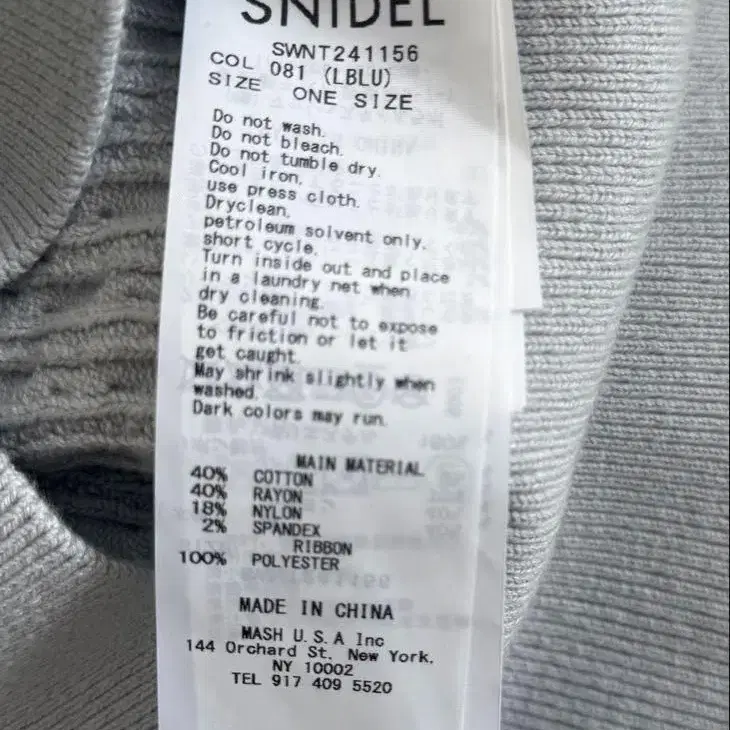 SNIDEL
SWNT241156
COL 081 (LBLU)
SIZE ONE SIZE
Do not wash.
Do not bleach.
Do not tumble dry.
Cool iron,
use press cloth.
Dryclean,
petroleum solvent only.
short cycle.
Turn inside out and place
in a laundry net when
dry cleaning.
Be careful not to expose
to friction or let it
get caught.
May shrink slightly when
washed.
Dark colors may run.
MAIN MATERIAL
40% COTTON
40% RAYON
18% NYLON
2% SPANDEX
RIBBON
100% POLYESTER
MADE IN CHINA
MASH U.S.A Inc
144 Orchard St. New York,
NY 10002
TEL 917 409 5520